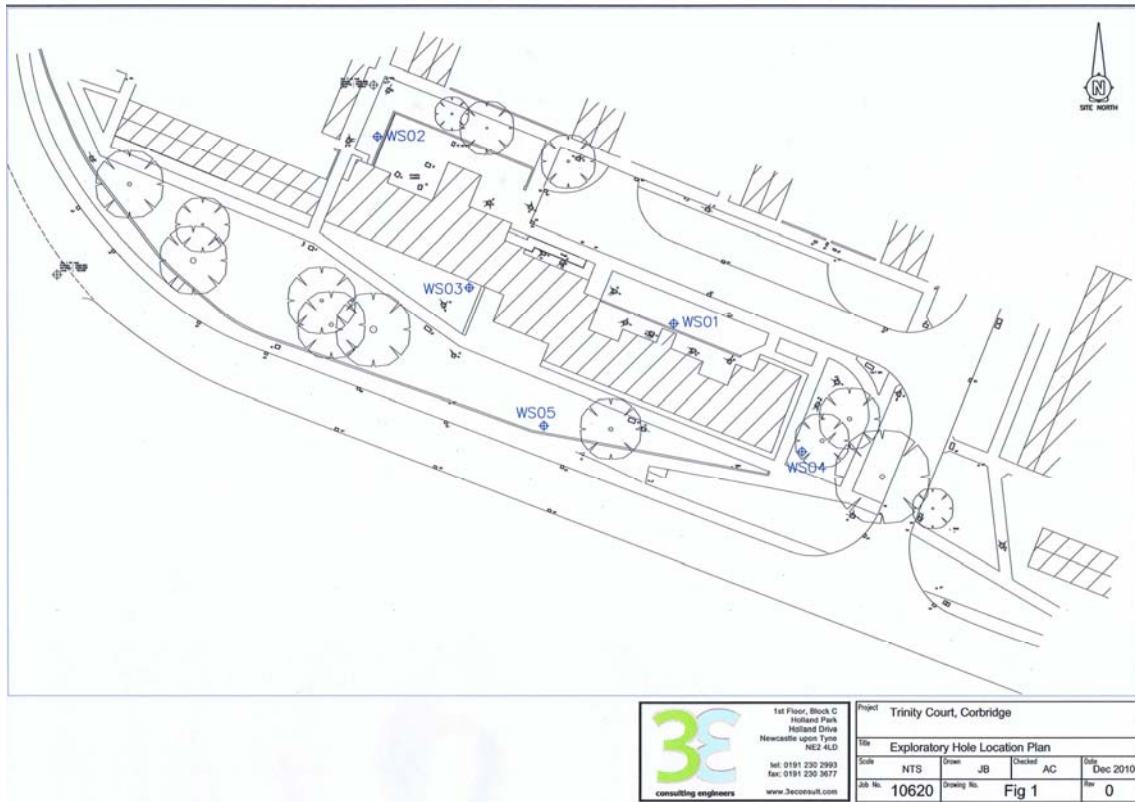 N
SITE NORTH
WS02
WS03
WS01
WS05
WS04
3E
consulting engineers
1st Floor, Block C
Holland Park
Holland Drive
Newcastle upon Tyne
NE2 4LD
tel: 0191 230 2993
fax: 0191 230 3677
www.3econsult.com
Project Trinity Court, Corbridge
Title Exploratory Hole Location Plan
Scale NTS Drawn JB Checked AC Date Dec 2010
Job No. 10620 Drawing No. Fig 1 Rev 0